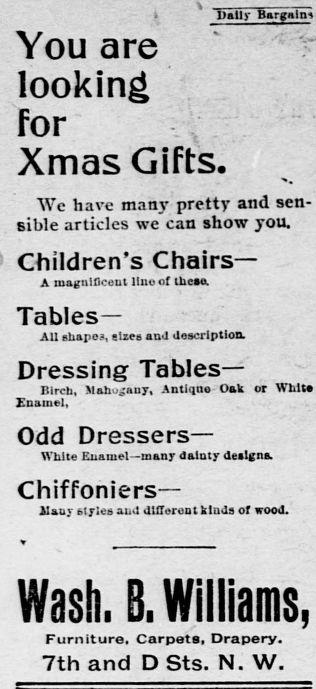 Daily Bargains
You are
looking
for
Xmas Gifts.
We have many pretty and sen-
sible articles we can show you.
Children's Chairs—
A magnificent line of these.
Tables—
All shapes, sizes and description.
Dressing Tables—
Birch, Mahogany, Antique Oak or White
Enamel,
Odd Dressers—
White Enamel—many dainty designs.
Chiffoniers—
Many styles and different kinds of wood.
Wash. B. Williams,
Furniture, Carpets, Drapery.
7th and D Sts. N. W.